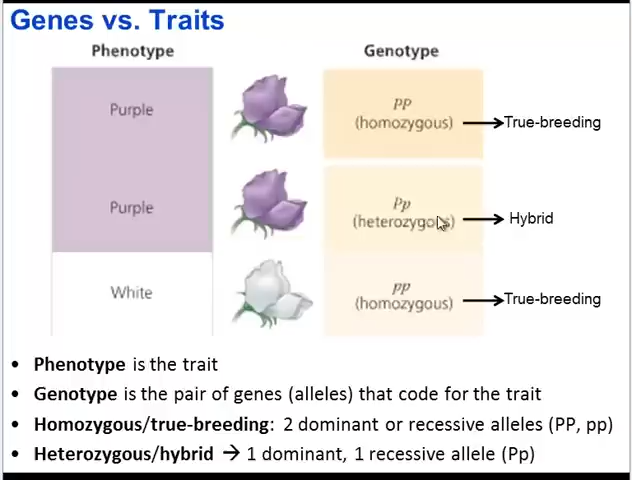 Genes vs. Traits
Phenotype
Genotype
Purple
PP
(homozygous)
True-breeding
Purple
Pp
(heterozygous)
Hybrid
White
pp
(homozygous)
True-breeding
• Phenotype is the trait
• Genotype is the pair of genes (alleles) that code for the trait
• Homozygous/true-breeding: 2 dominant or recessive alleles (PP, pp)
• Heterozygous/hybrid → 1 dominant, 1 recessive allele (Pp)